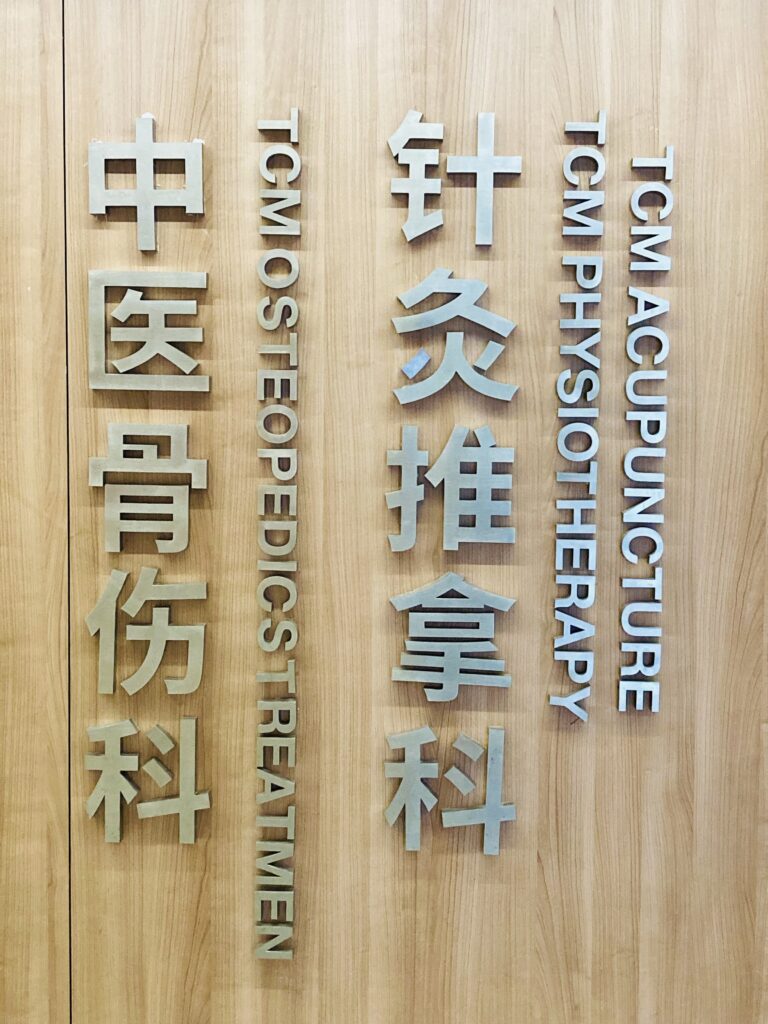 中医骨伤科
TCM OSTEOPEDICS TREATMEN
针灸推拿科
TCM ACUPUNCTURE
TCM PHYSIOTHERAPY